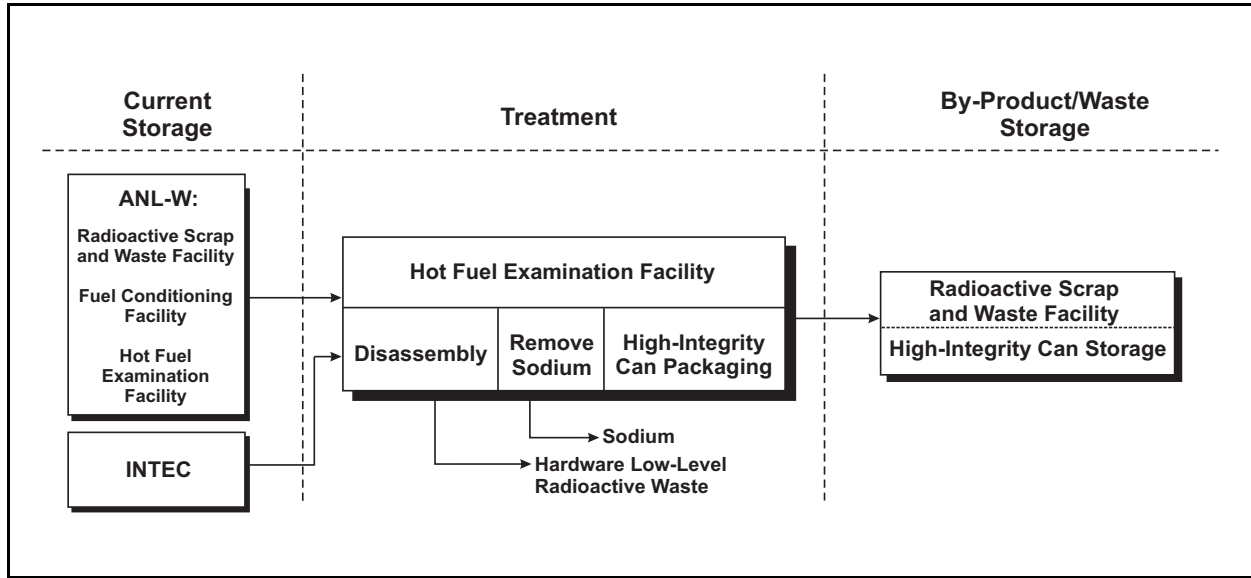 Current
Storage
Treatment
By-Product/Waste
Storage
ANL-W:
Radioactive Scrap
and Waste Facility
Fuel Conditioning
Facility
Hot Fuel
Examination
Facility
INTEC
Hot Fuel Examination Facility
Disassembly
Remove
Sodium
High-Integrity
Can Packaging
Sodium
Hardware Low-Level
Radioactive Waste
Radioactive Scrap
and Waste Facility
High-Integrity Can Storage